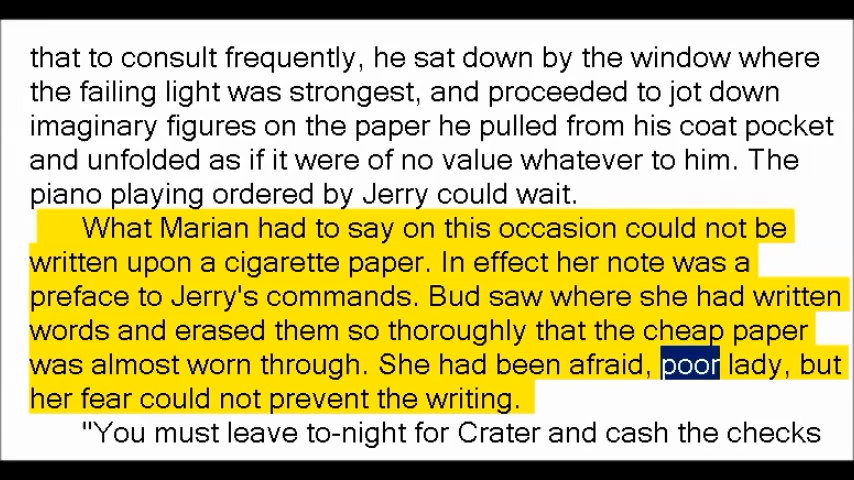 that to consult frequently, he sat down by the window where
the failing light was strongest, and proceeded to jot down
imaginary figures on the paper he pulled from his coat pocket
and unfolded as if it were of no value whatever to him. The
piano playing ordered by Jerry could wait.
What Marian had to say on this occasion could not be
written upon a cigarette paper. In effect her note was a
preface to Jerry's commands. Bud saw where she had written
words and erased them so thoroughly that the cheap paper
was almost worn through. She had been afraid, poor lady, but
her fear could not prevent the writing.
"You must leave to-night for Crater and cash the checks